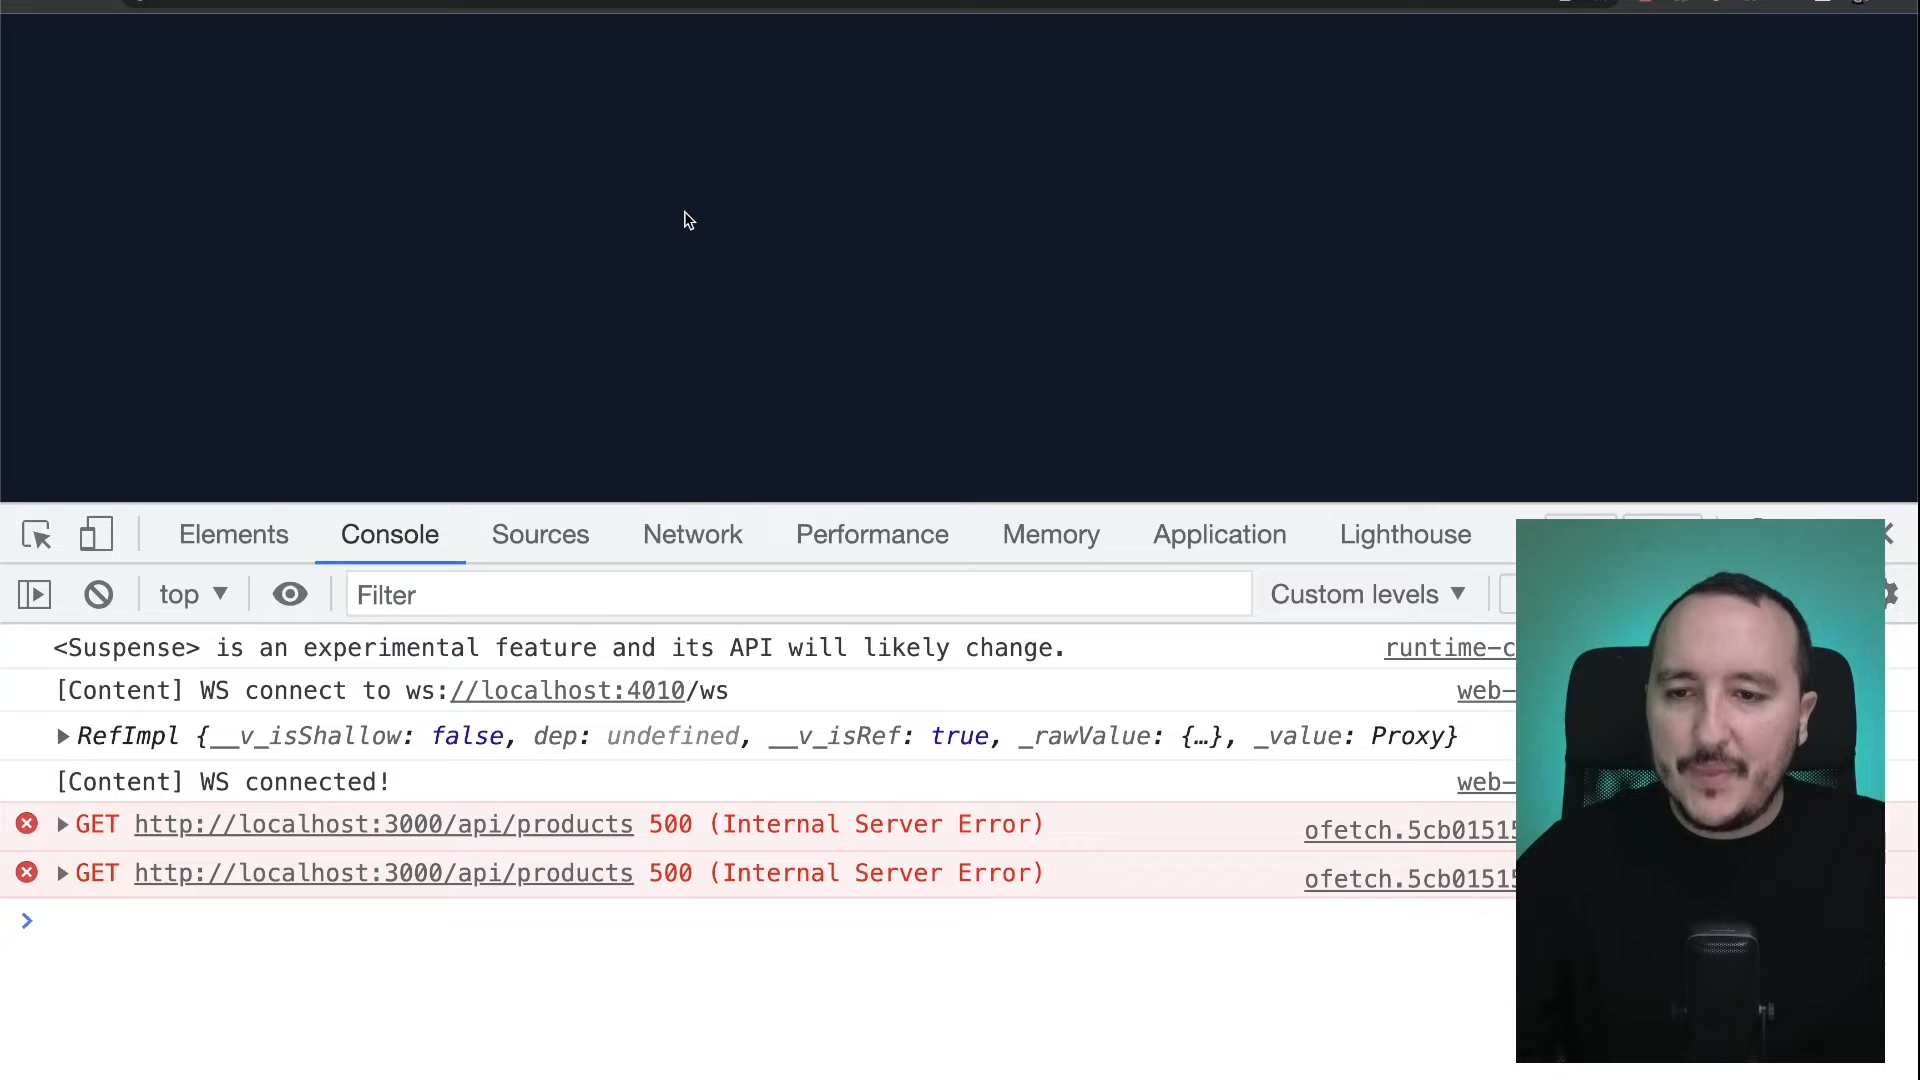 Elements Console Sources Network Performance Memory Application Lighthouse
top Filter Custom levels
<Suspense> is an experimental feature and its API will likely change. runtime-c
[Content] WS connect to ws://localhost:4010/ws web-
RefImpl {__v_isShallow: false, dep: undefined, __v_isRef: true, _rawValue: {…}, _value: Proxy}
[Content] WS connected! web-
GET http://localhost:3000/api/products 500 (Internal Server Error) ofetch.5cb01515
GET http://localhost:3000/api/products 500 (Internal Server Error) ofetch.5cb01515